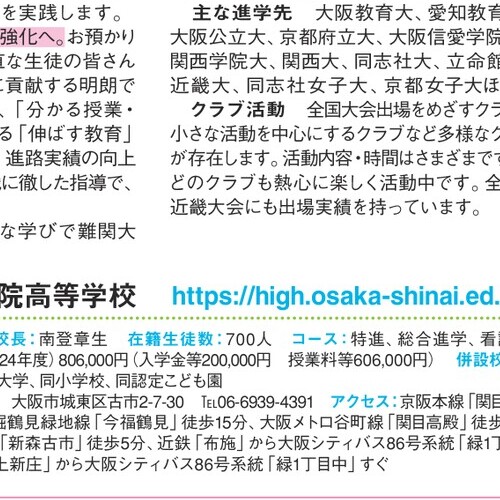 を実践します。
強化へ。お預かり
直な生徒の皆さん
に貢献する明朗で
、「分かる授業・
る「伸ばす教育」
進路実績の向上
に徹した指導で、
な学びで難関大
主な進学先　大阪教育大、愛知教育
大阪公立大、京都府立大、大阪信愛学院
関西学院大、関西大、同志社大、立命館
近畿大、同志社女子大、京都女子大ほ
クラブ活動　全国大会出場をめざすクラ
小さな活動を中心にするクラブなど多様なク
が存在します。活動内容・時間はさまざまです
どのクラブも熱心に楽しく活動中です。全
近畿大会にも出場実績を持っています。
院高等学校　https://high.osaka-shinai.ed.
校長：南登章生　在籍生徒数：700人　コース：特進、総合進学、看護
24年度）806,000円（入学金等200,000円　授業料等606,000円）　併設校
大学、同小学校、同認定こども園
大阪市城東区古市2-7-30　℡06-6939-4391　アクセス：京阪本線「関目
堀鶴見緑地線「今福鶴見」徒歩15分、大阪メトロ谷町線「関目高殿」徒歩
「新森古市」徒歩5分、近鉄「布施」から大阪シティバス86号系統「緑1丁
上新庄」から大阪シティバス86号系統「緑1丁目中」すぐ